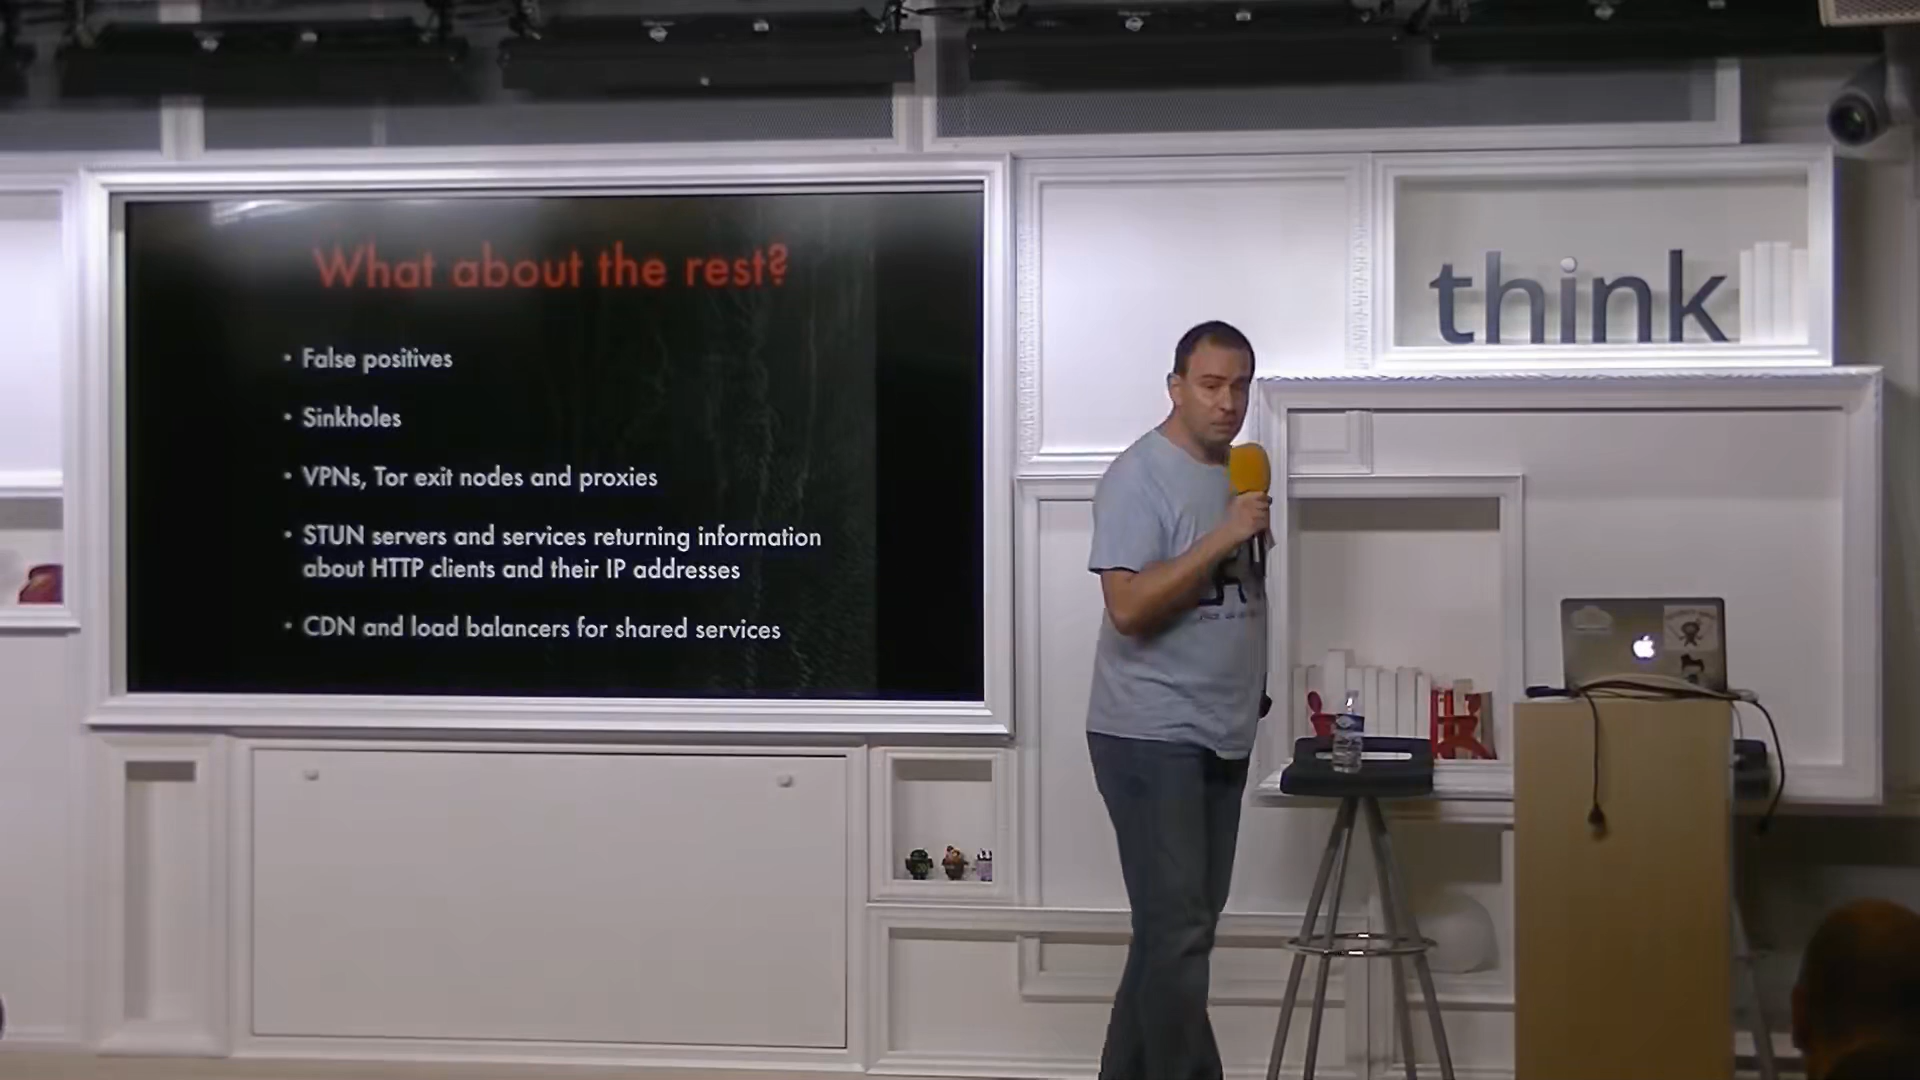 What about the rest?
• False positives
• Sinkholes
• VPNs, Tor exit nodes and proxies
• STUN servers and services returning information
about HTTP clients and their IP addresses
• CDN and load balancers for shared services
think